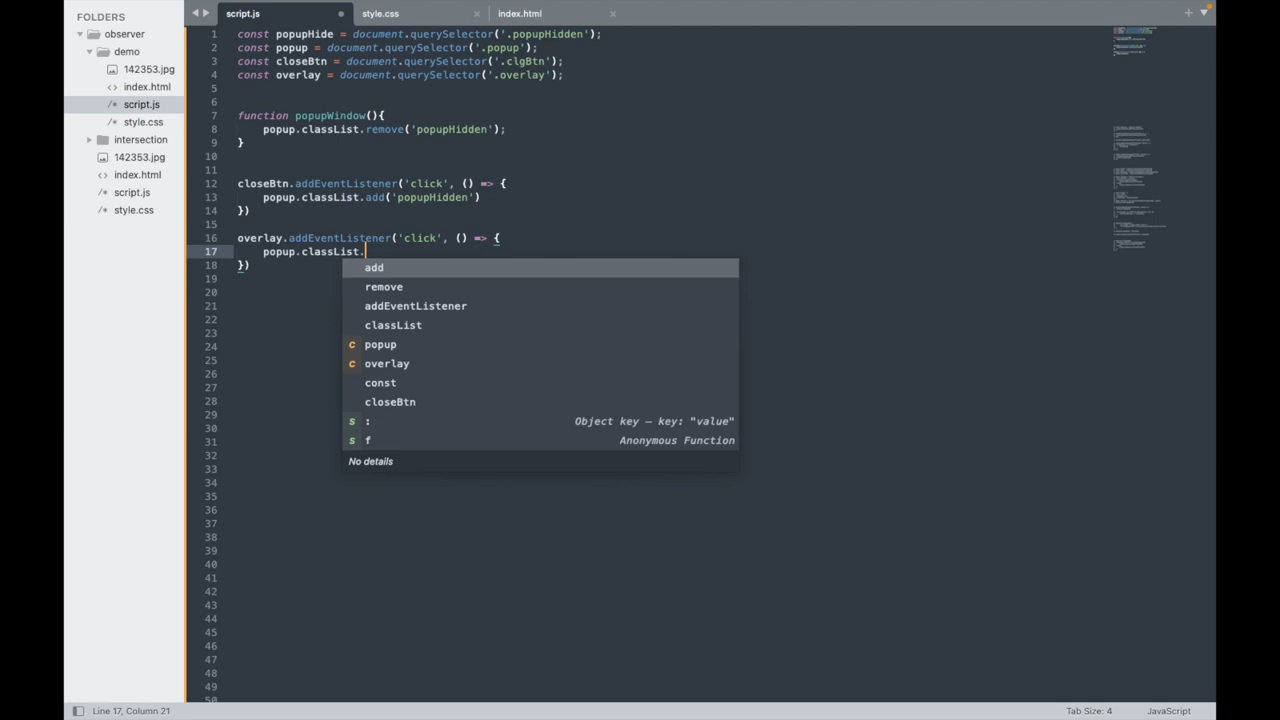 FOLDERS
observer
demo
142353.jpg
index.html
script.js
style.css
intersection
142353.jpg
index.html
script.js
style.css
script.js
style.css
index.html
1 const popupHide = document.querySelector('.popupHidden');
2 const popup = document.querySelector('.popup');
3 const closeBtn = document.querySelector('.clgBtn');
4 const overlay = document.querySelector('.overlay');
5
6
7 function popupWindow(){
8 popup.classList.remove('popupHidden');
9 }
10
11
12 closeBtn.addEventListener('click', () => {
13 popup.classList.add('popupHidden')
14 })
15
16 overlay.addEventListener('click', () => {
17 popup.classList.
18 })
19
20
21
22
23
24
25
26
27
28
29
30
31
32
33
34
35
36
37
38
39
40
41
42
43
44
45
46
47
48
49
50
add
remove
addEventListener
classList
c popup
c overlay
const
closeBtn
s : Object key — key: "value"
s f Anonymous Function
No details
Line 17, Column 21
Tab Size: 4
JavaScript